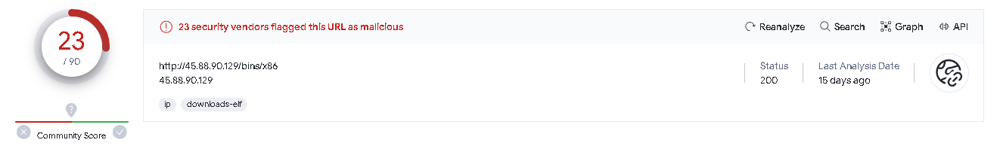 23
/ 90
Community Score
23 security vendors flagged this URL as malicious
Reanalyze Search Graph API
http://45.88.90.129/bins/x86
45.88.90.129
ip downloads-elf
Status
200
Last Analysis Date
15 days ago